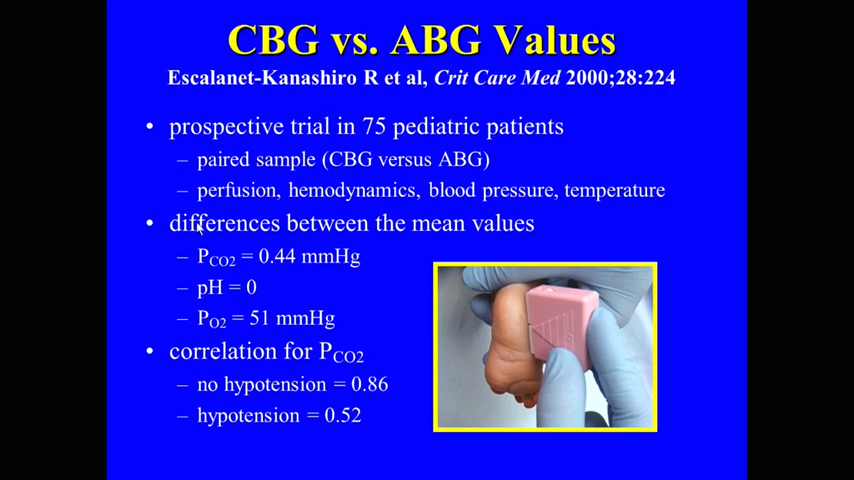 CBG vs. ABG Values
Escalanet-Kanashiro R et al, Crit Care Med 2000;28:224
• prospective trial in 75 pediatric patients
– paired sample (CBG versus ABG)
– perfusion, hemodynamics, blood pressure, temperature
• differences between the mean values
– PCO2 = 0.44 mmHg
– pH = 0
– PO2 = 51 mmHg
• correlation for PCO2
– no hypotension = 0.86
– hypotension = 0.52